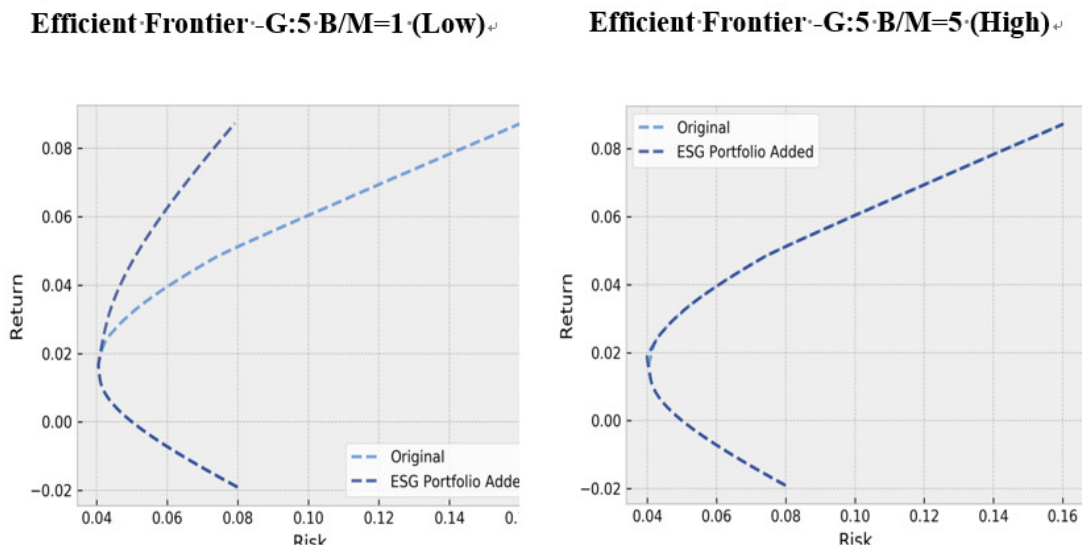 Efficient Frontier--G:5 B/M=1 (Low)
Efficient Frontier--G:5 B/M=5 (High)
0.08
0.06
0.04
0.02
0.00
−0.02
Return
0.04
0.06
0.08
0.10
0.12
0.14
Risk
Original
ESG Portfolio Adde
0.08
0.06
0.04
0.02
0.00
−0.02
Return
Original
ESG Portfolio Added
0.04
0.06
0.08
0.10
0.12
0.14
0.16
Risk